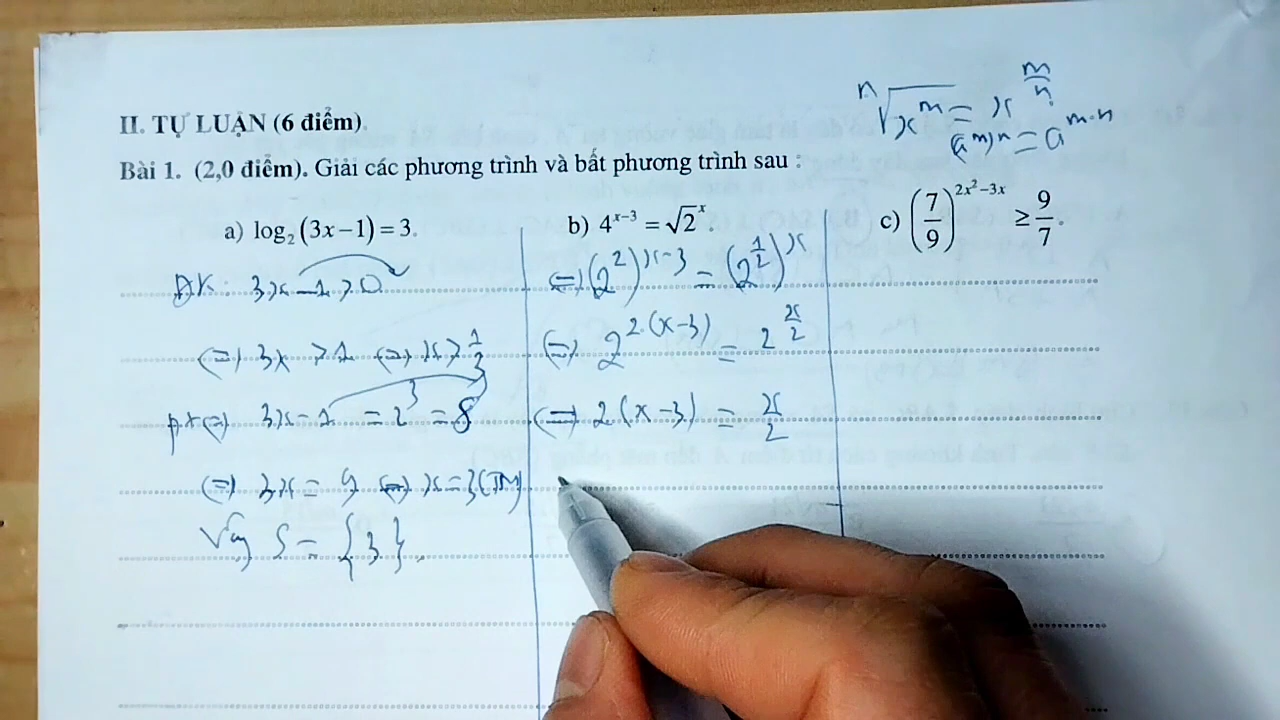 II. TỰ LUẬN (6 điểm).
ⁿ√(xᵐ) = x^(m/n)
(aᵐ)ⁿ = a^(m·n)
Bài 1. (2,0 điểm). Giải các phương trình và bất phương trình sau :
a) log₂(3x−1) = 3.
ĐK: 3x − 1 > 0
(=) 3x > 1 (=) x > 1/3
PT(=) 3x − 1 = 2³ = 8
(=) 3x = 9 (=) x = 3 (TM)
Vậy S = {3}.
b) 4^(x−3) = √2^x.
(=) (2²)^(x−3) = (2^(1/2))^x
(=) 2^(2·(x−3)) = 2^(x/2)
(=) 2(x−3) = x/2
c) (7/9)^(2x²−3x) ≥ 9/7.